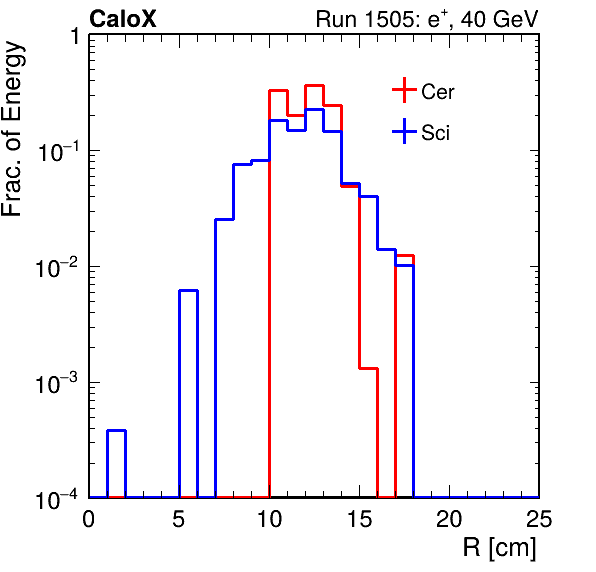 CaloX Run 1505: e⁺, 40 GeV
Frac. of Energy
1
10⁻¹
10⁻²
10⁻³
10⁻⁴
Cer
Sci
0 5 10 15 20 25
R [cm]